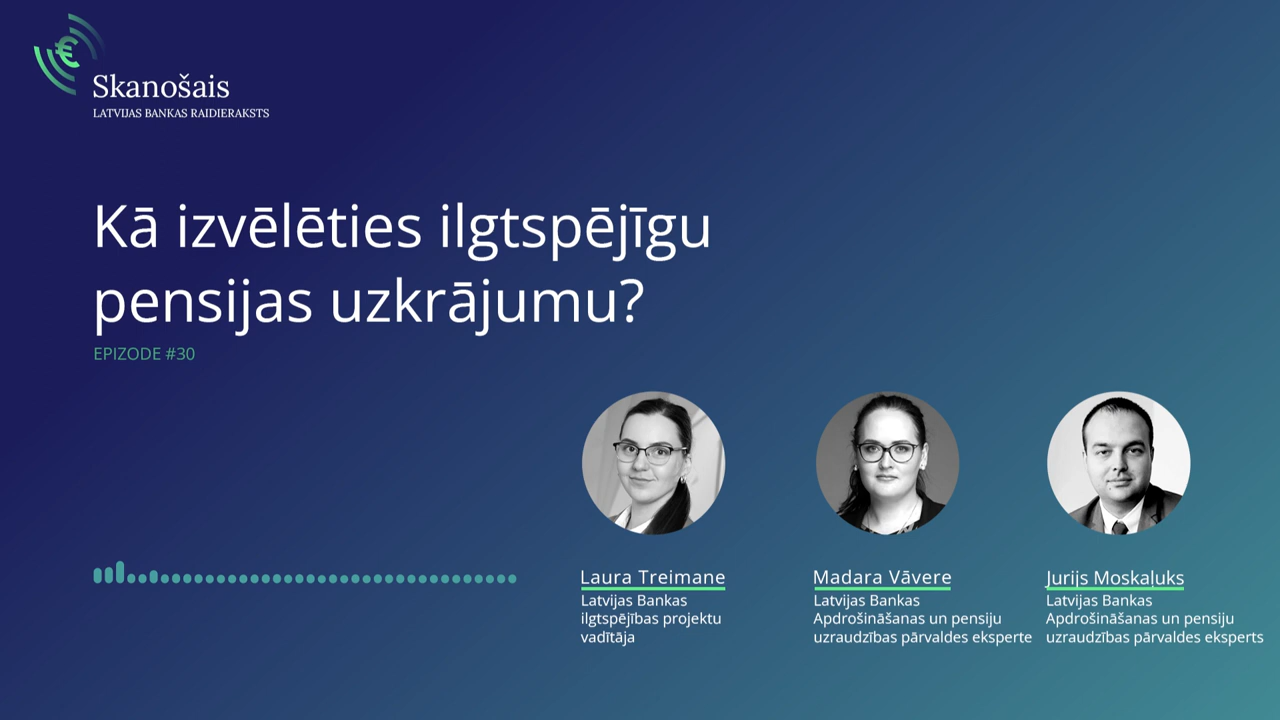 Skanošais
LATVIJAS BANKAS RAIDIERAKSTS
Kā izvēlēties ilgtspējīgu
pensijas uzkrājumu?
EPIZODE #30
Laura Treimane
Latvijas Bankas
ilgtspējības projektu
vadītāja
Madara Vāvere
Latvijas Bankas
Apdrošināšanas un pensiju
uzraudzības pārvaldes eksperte
Jurijs Moskaļuks
Latvijas Bankas
Apdrošināšanas un pensiju
uzraudzības pārvaldes eksperts